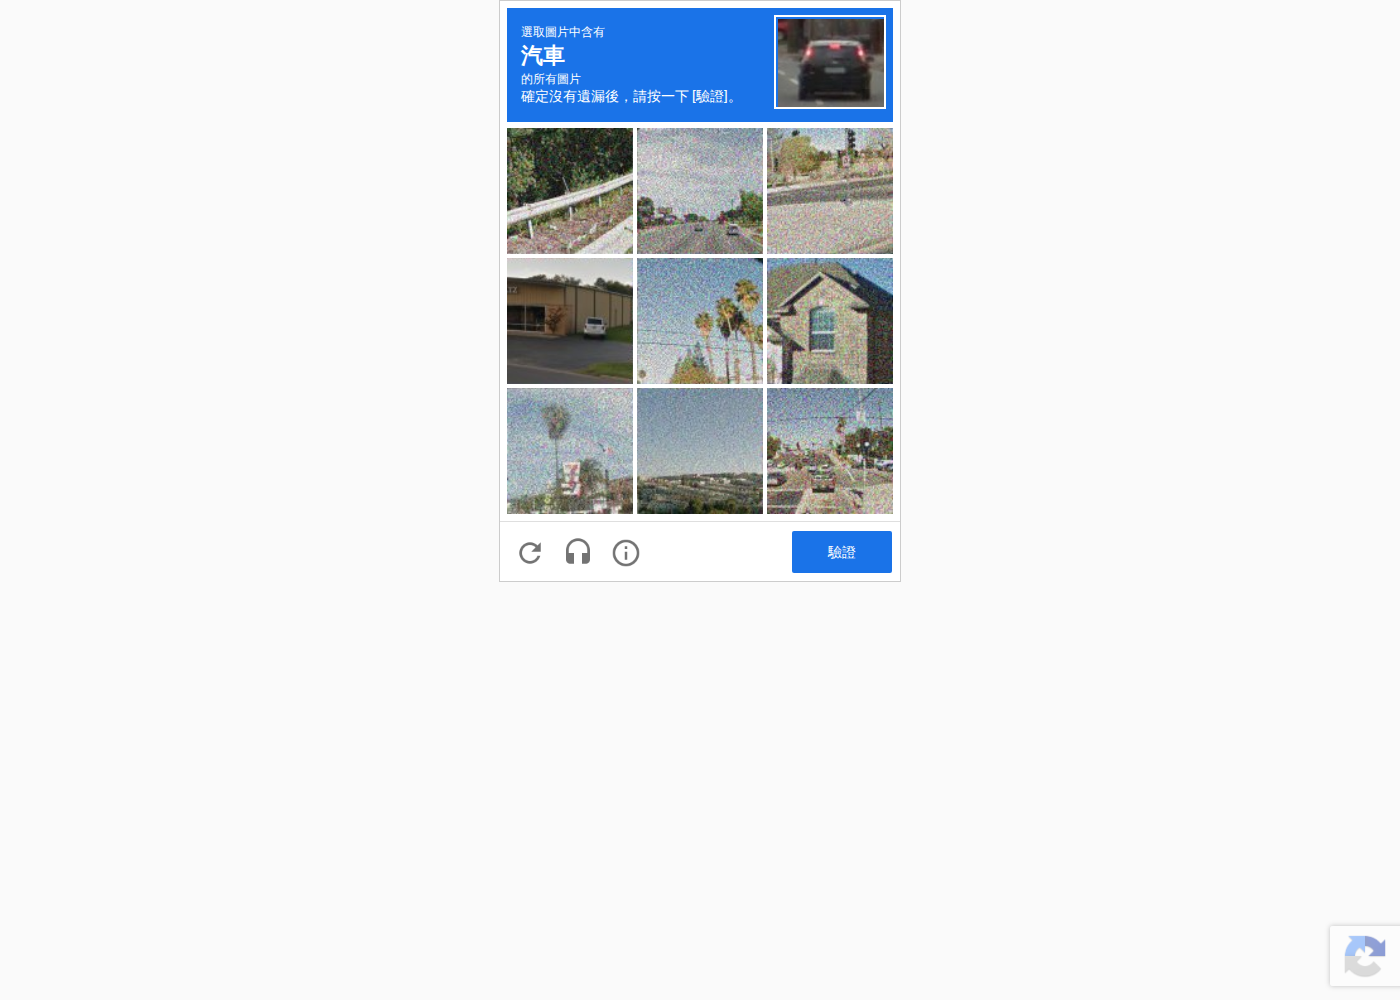 選取圖片中含有
汽車
的所有圖片
確定沒有遺漏後，請按一下 [驗證]。
驗證